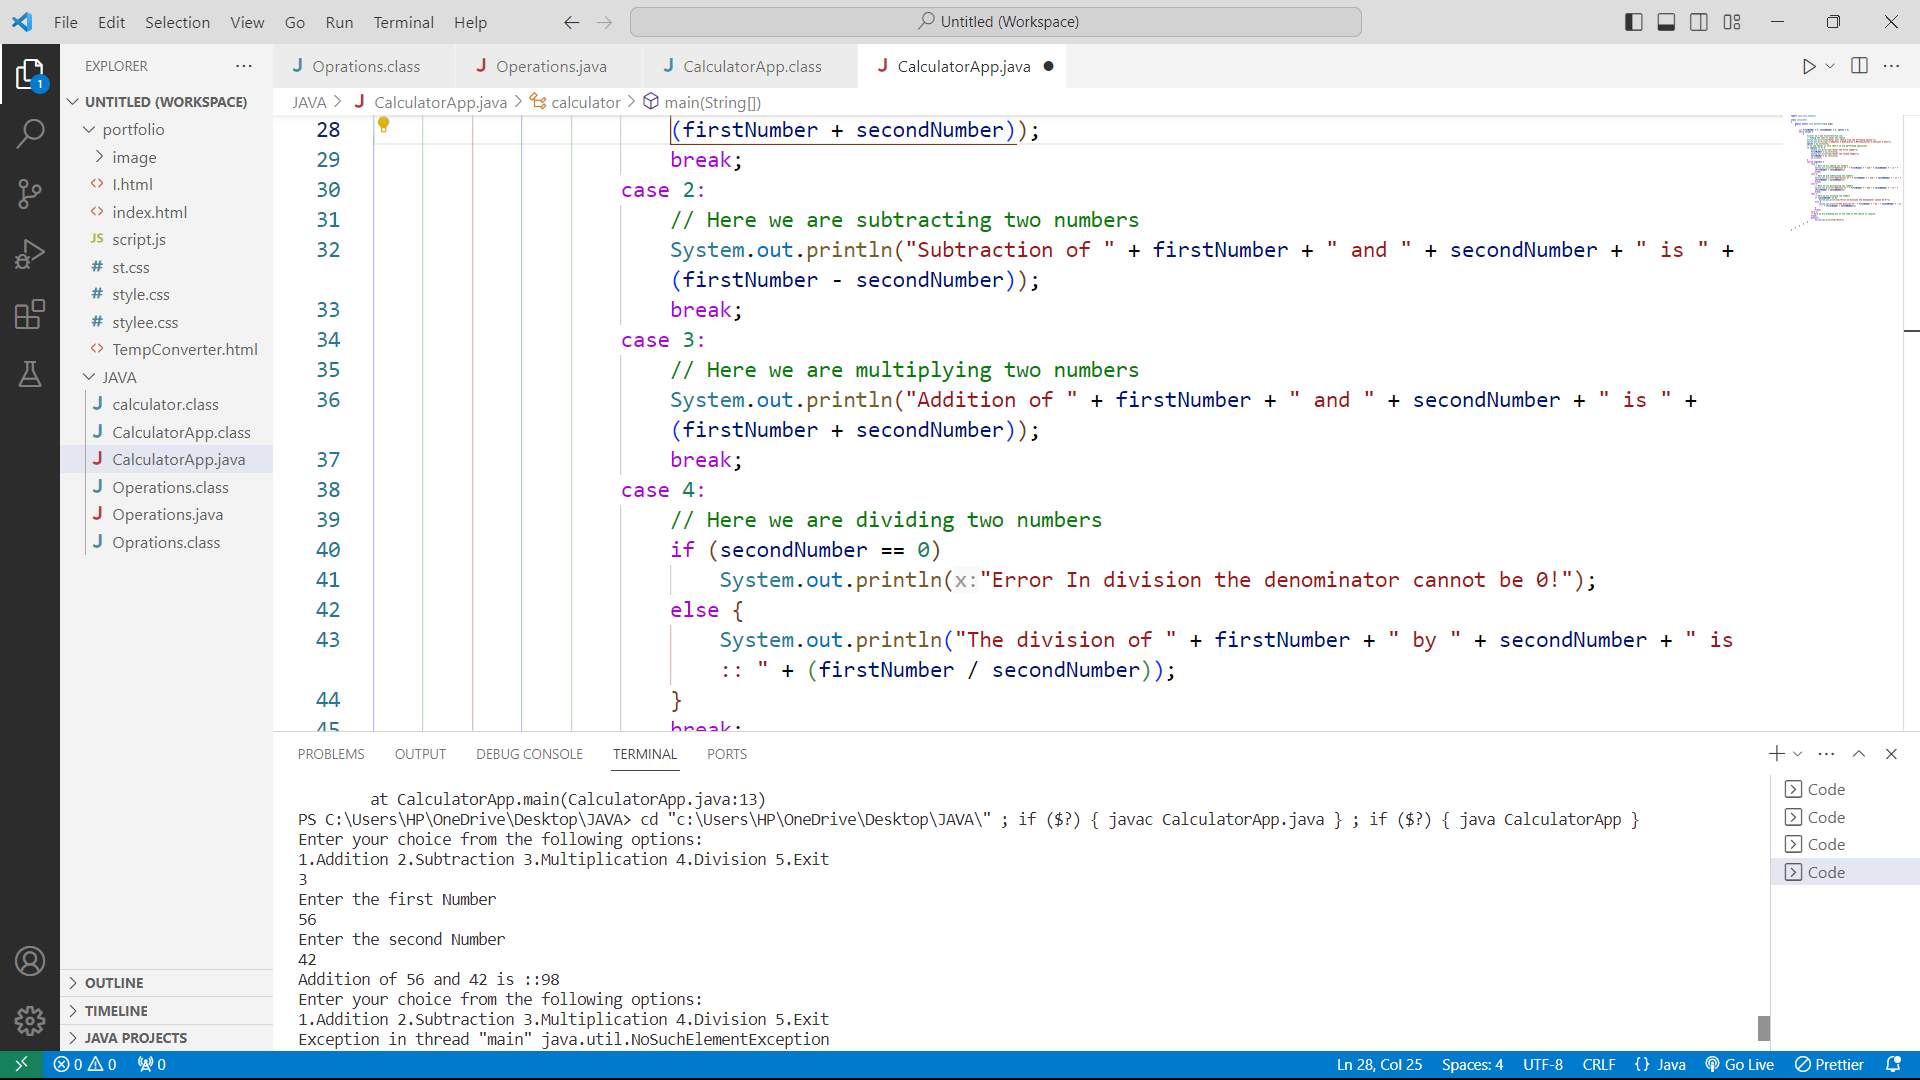 File Edit Selection View Go Run Terminal Help
Untitled (Workspace)
EXPLORER
1
UNTITLED (WORKSPACE)
portfolio
image
I.html
index.html
JS script.js
# st.css
# style.css
# stylee.css
TempConverter.html
JAVA
J calculator.class
J CalculatorApp.class
J CalculatorApp.java
J Operations.class
J Operations.java
J Oprations.class
OUTLINE
TIMELINE
JAVA PROJECTS
J Oprations.class J Operations.java J CalculatorApp.class J CalculatorApp.java
JAVA > J CalculatorApp.java > calculator > main(String[])
28 (firstNumber + secondNumber));
29 break;
30 case 2:
31 // Here we are subtracting two numbers
32 System.out.println("Subtraction of " + firstNumber + " and " + secondNumber + " is " +
(firstNumber - secondNumber));
33 break;
34 case 3:
35 // Here we are multiplying two numbers
36 System.out.println("Addition of " + firstNumber + " and " + secondNumber + " is " +
(firstNumber + secondNumber));
37 break;
38 case 4:
39 // Here we are dividing two numbers
40 if (secondNumber == 0)
41 System.out.println(x:"Error In division the denominator cannot be 0!");
42 else {
43 System.out.println("The division of " + firstNumber + " by " + secondNumber + " is
:: " + (firstNumber / secondNumber));
44 }
45 break;
PROBLEMS OUTPUT DEBUG CONSOLE TERMINAL PORTS
at CalculatorApp.main(CalculatorApp.java:13)
PS C:\Users\HP\OneDrive\Desktop\JAVA> cd "c:\Users\HP\OneDrive\Desktop\JAVA\" ; if ($?) { javac CalculatorApp.java } ; if ($?) { java CalculatorApp }
Enter your choice from the following options:
1.Addition 2.Subtraction 3.Multiplication 4.Division 5.Exit
3
Enter the first Number
56
Enter the second Number
42
Addition of 56 and 42 is ::98
Enter your choice from the following options:
1.Addition 2.Subtraction 3.Multiplication 4.Division 5.Exit
Exception in thread "main" java.util.NoSuchElementException
Code
Code
Code
Code
0 0 0 Ln 28, Col 25 Spaces: 4 UTF-8 CRLF {} Java Go Live Prettier